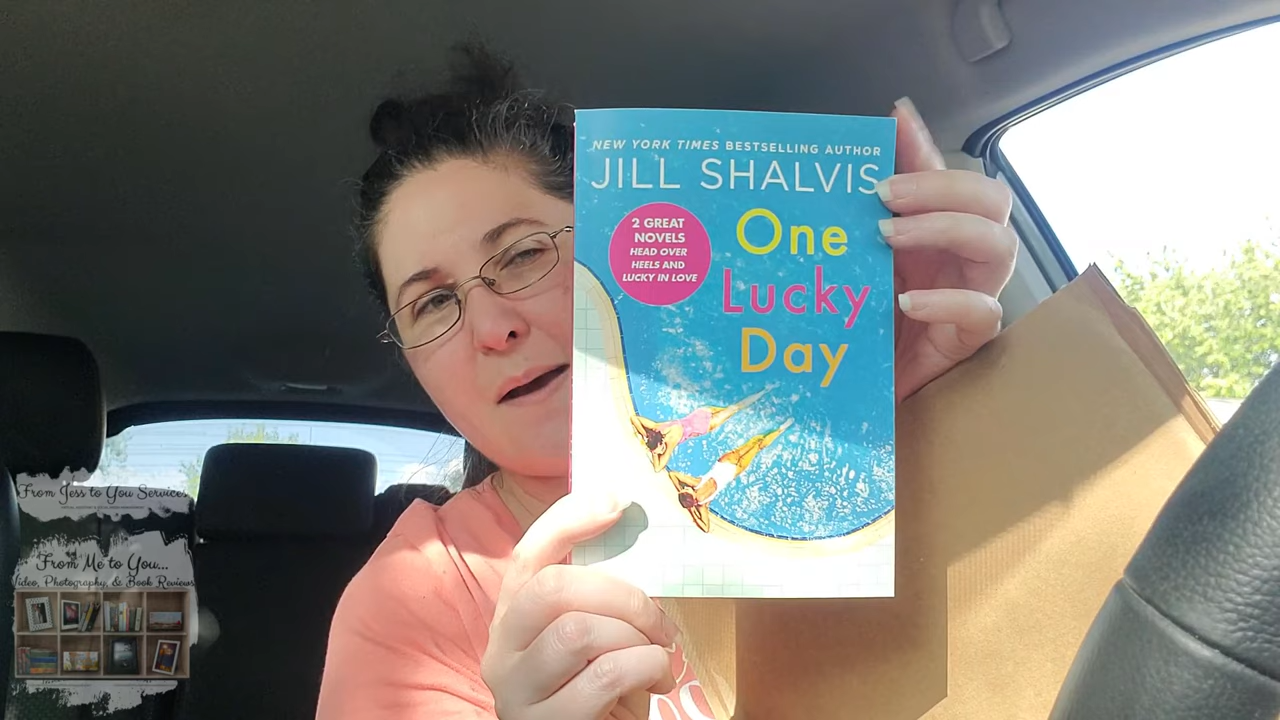 NEW YORK TIMES BESTSELLING AUTHOR
JILL SHALVIS
2 GREAT
NOVELS
HEAD OVER
HEELS AND
LUCKY IN LOVE
One
Lucky
Day
From Jess to You Services
From Me to You...
Video, Photography, & Book Reviews